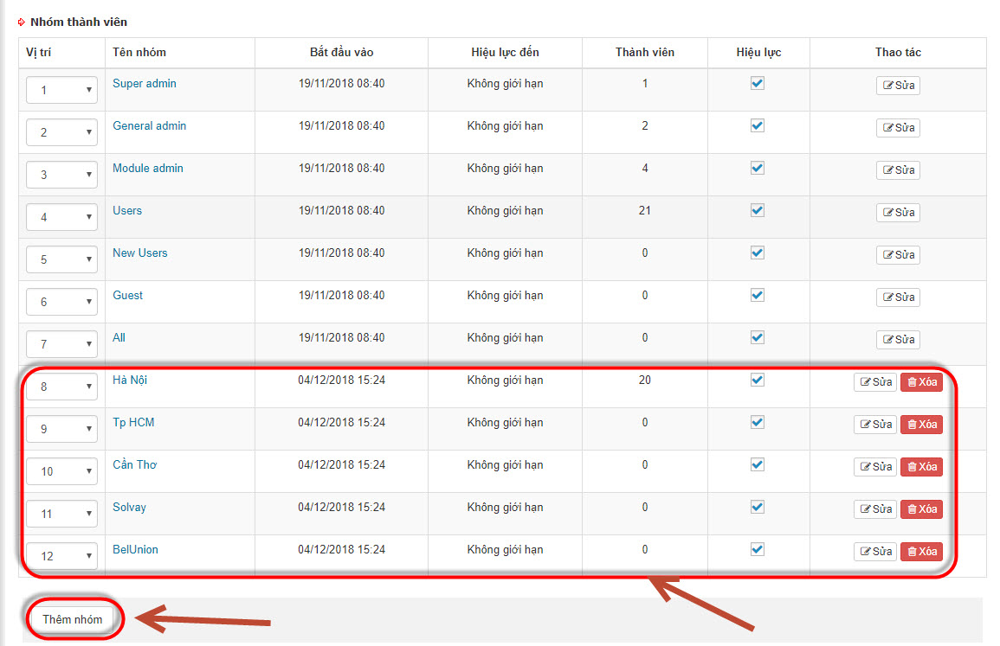 Nhóm thành viên
Vị trí Tên nhóm Bắt đầu vào Hiệu lực đến Thành viên Hiệu lực Thao tác
1 Super admin 19/11/2018 08:40 Không giới hạn 1 Sửa
2 General admin 19/11/2018 08:40 Không giới hạn 2 Sửa
3 Module admin 19/11/2018 08:40 Không giới hạn 4 Sửa
4 Users 19/11/2018 08:40 Không giới hạn 21 Sửa
5 New Users 19/11/2018 08:40 Không giới hạn 0 Sửa
6 Guest 19/11/2018 08:40 Không giới hạn 0 Sửa
7 All 19/11/2018 08:40 Không giới hạn 0 Sửa
8 Hà Nội 04/12/2018 15:24 Không giới hạn 20 Sửa Xóa
9 Tp HCM 04/12/2018 15:24 Không giới hạn 0 Sửa Xóa
10 Cần Thơ 04/12/2018 15:24 Không giới hạn 0 Sửa Xóa
11 Solvay 04/12/2018 15:24 Không giới hạn 0 Sửa Xóa
12 BelUnion 04/12/2018 15:24 Không giới hạn 0 Sửa Xóa
Thêm nhóm